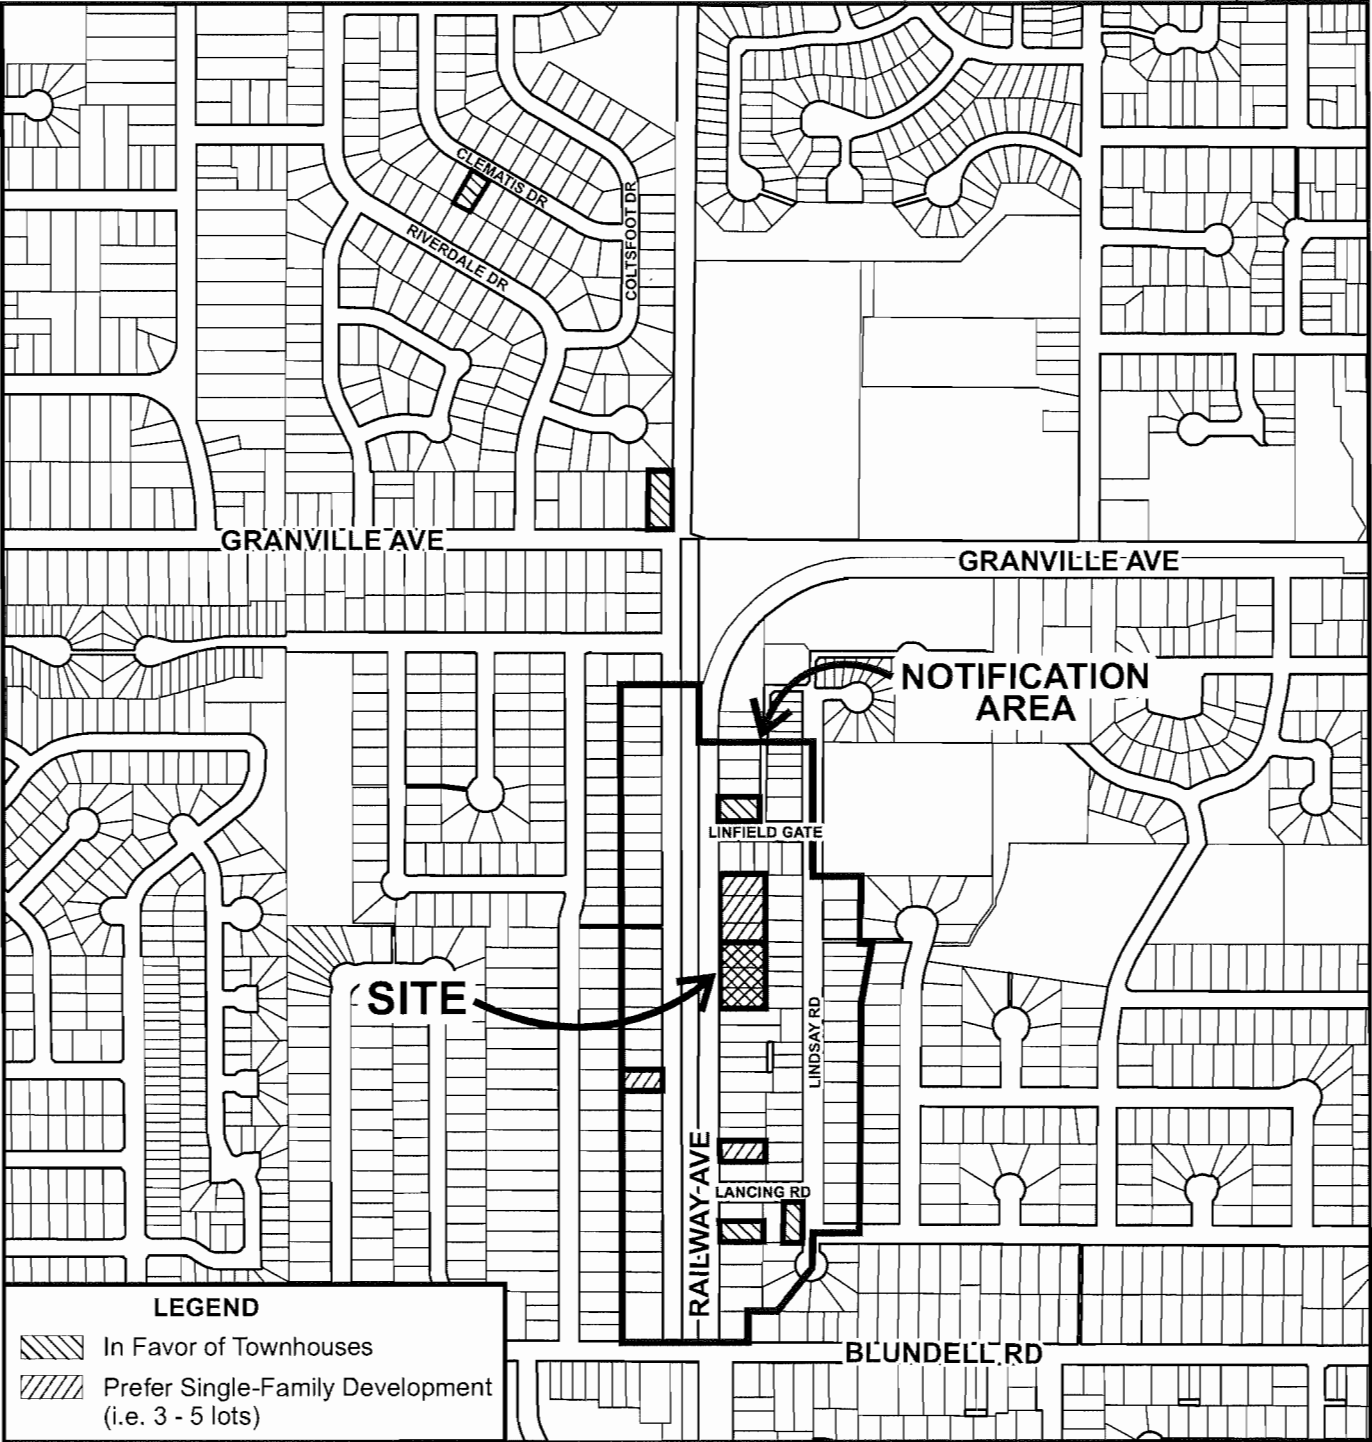 CLEMATIS DR
RIVERDALE DR
COLTSFOOT DR
GRANVILLE AVE
GRANVILLE AVE
NOTIFICATION
AREA
LINFIELD GATE
SITE
LINDSAY RD
RAILWAY AVE
LANCING RD
BLUNDELL RD
LEGEND
In Favor of Townhouses
Prefer Single-Family Development
(i.e. 3 - 5 lots)